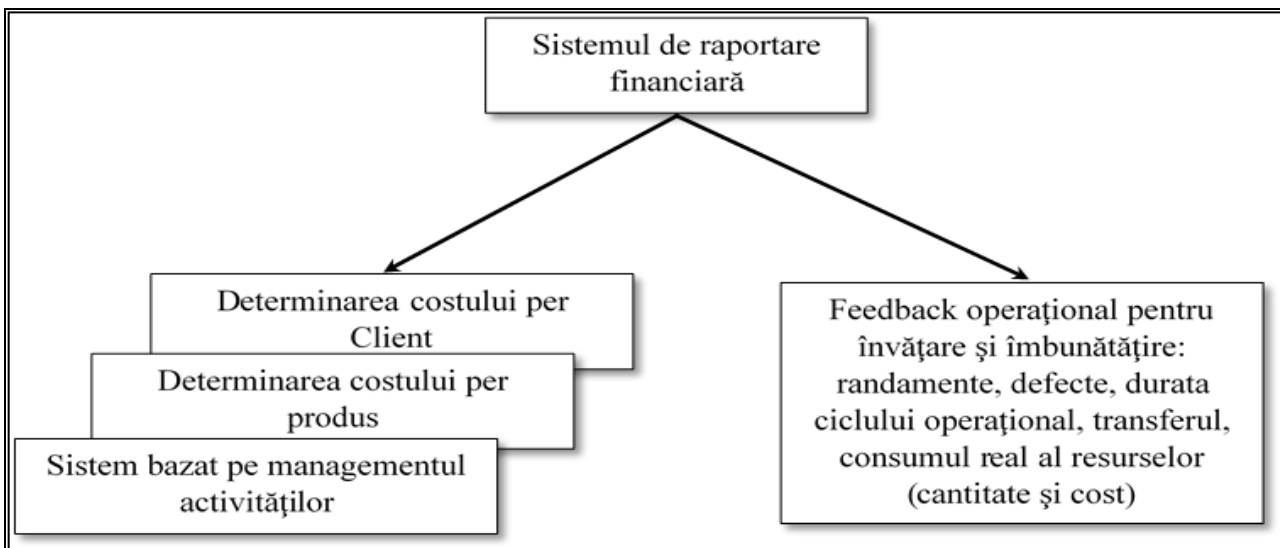 Sistemul de raportare
financiară
Determinarea costului per
Client
Determinarea costului per
produs
Sistem bazat pe managementul
activităţilor
Feedback operaţional pentru
învăţare şi îmbunătăţire:
randamente, defecte, durata
ciclului operaţional, transferul,
consumul real al resurselor
(cantitate şi cost)